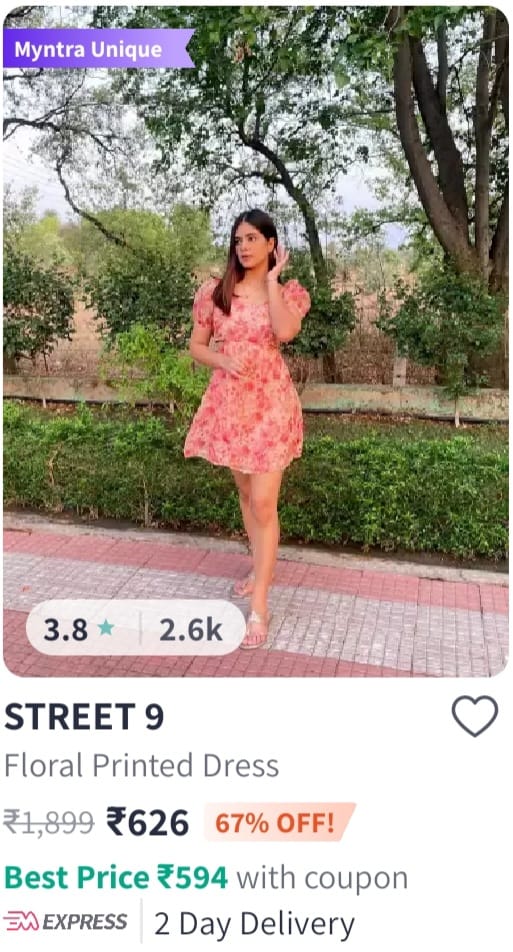 Myntra Unique
3.8 ★ | 2.6k
STREET 9
Floral Printed Dress
₹1,899 ₹626 67% OFF!
Best Price ₹594 with coupon
EXPRESS 2 Day Delivery